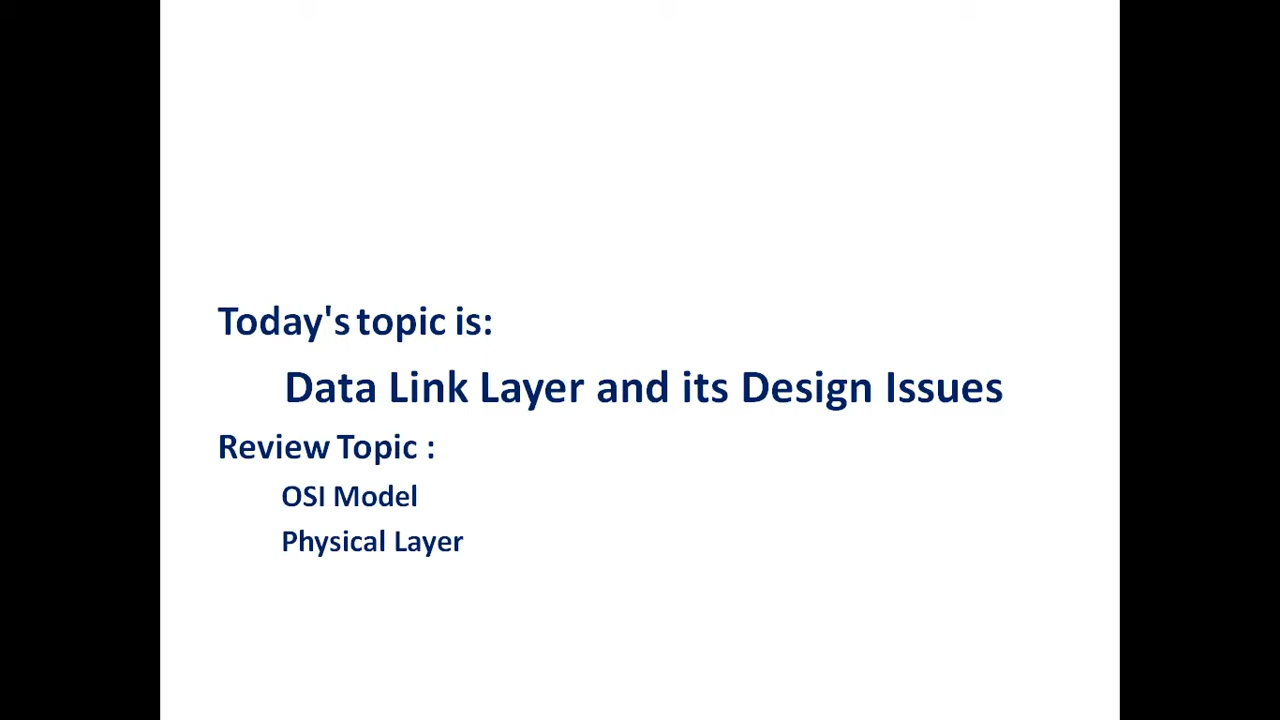 Today's topic is:
Data Link Layer and its Design Issues
Review Topic :
OSI Model
Physical Layer